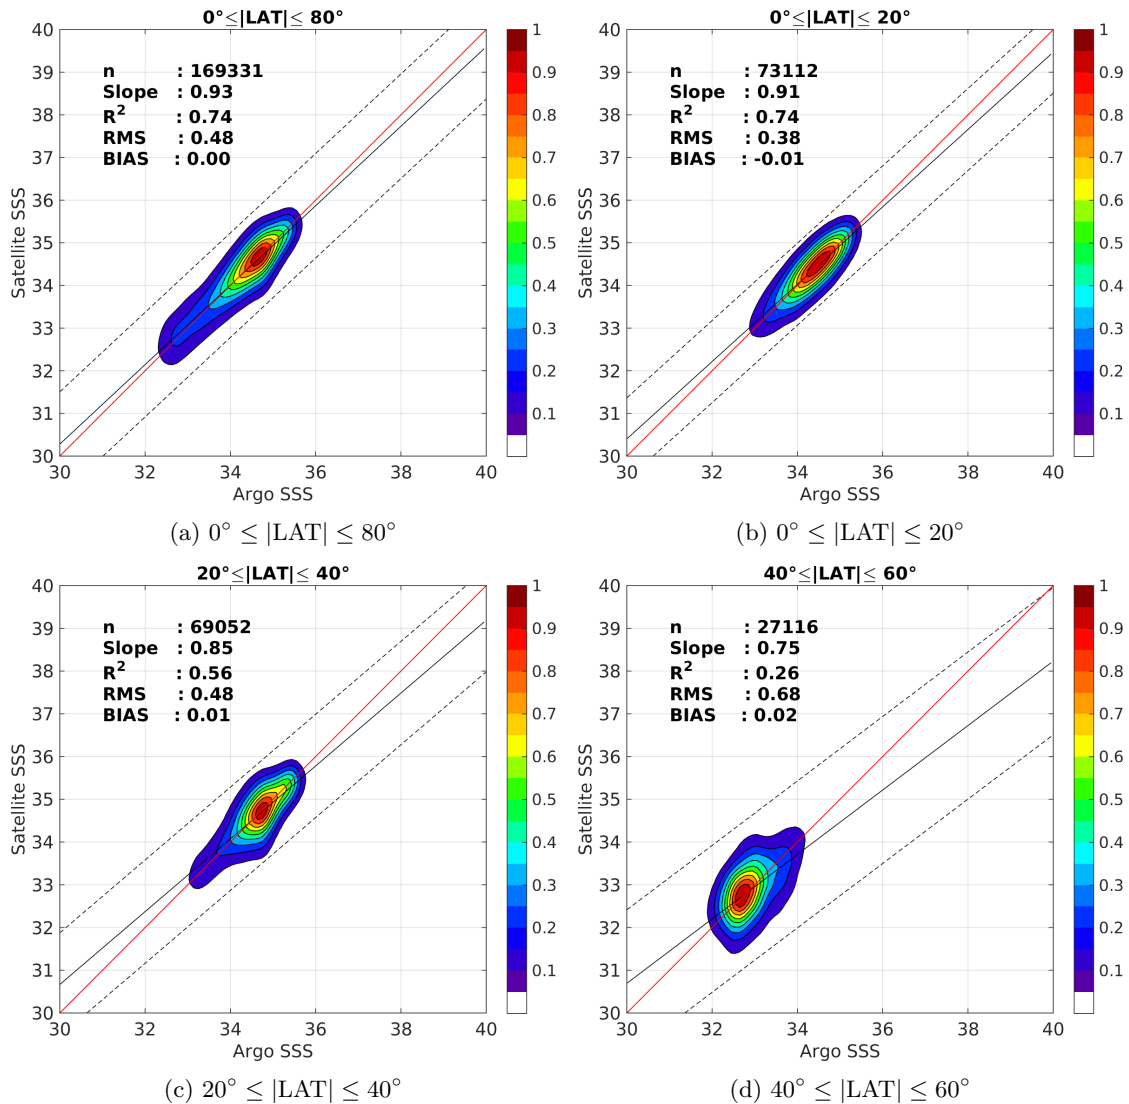 0°≤|LAT|≤ 80°
n : 169331
Slope : 0.93
R² : 0.74
RMS : 0.48
BIAS : 0.00
Satellite SSS
40
39
38
37
36
35
34
33
32
31
30
30 32 34 36 38 40
Argo SSS
1
0.9
0.8
0.7
0.6
0.5
0.4
0.3
0.2
0.1
(a) 0° ≤ |LAT| ≤ 80°
0°≤|LAT|≤ 20°
n : 73112
Slope : 0.91
R² : 0.74
RMS : 0.38
BIAS : -0.01
Satellite SSS
40
39
38
37
36
35
34
33
32
31
30
30 32 34 36 38 40
Argo SSS
1
0.9
0.8
0.7
0.6
0.5
0.4
0.3
0.2
0.1
(b) 0° ≤ |LAT| ≤ 20°
20°≤|LAT|≤ 40°
n : 69052
Slope : 0.85
R² : 0.56
RMS : 0.48
BIAS : 0.01
Satellite SSS
40
39
38
37
36
35
34
33
32
31
30
30 32 34 36 38 40
Argo SSS
1
0.9
0.8
0.7
0.6
0.5
0.4
0.3
0.2
0.1
(c) 20° ≤ |LAT| ≤ 40°
40°≤|LAT|≤ 60°
n : 27116
Slope : 0.75
R² : 0.26
RMS : 0.68
BIAS : 0.02
Satellite SSS
40
39
38
37
36
35
34
33
32
31
30
30 32 34 36 38 40
Argo SSS
1
0.9
0.8
0.7
0.6
0.5
0.4
0.3
0.2
0.1
(d) 40° ≤ |LAT| ≤ 60°